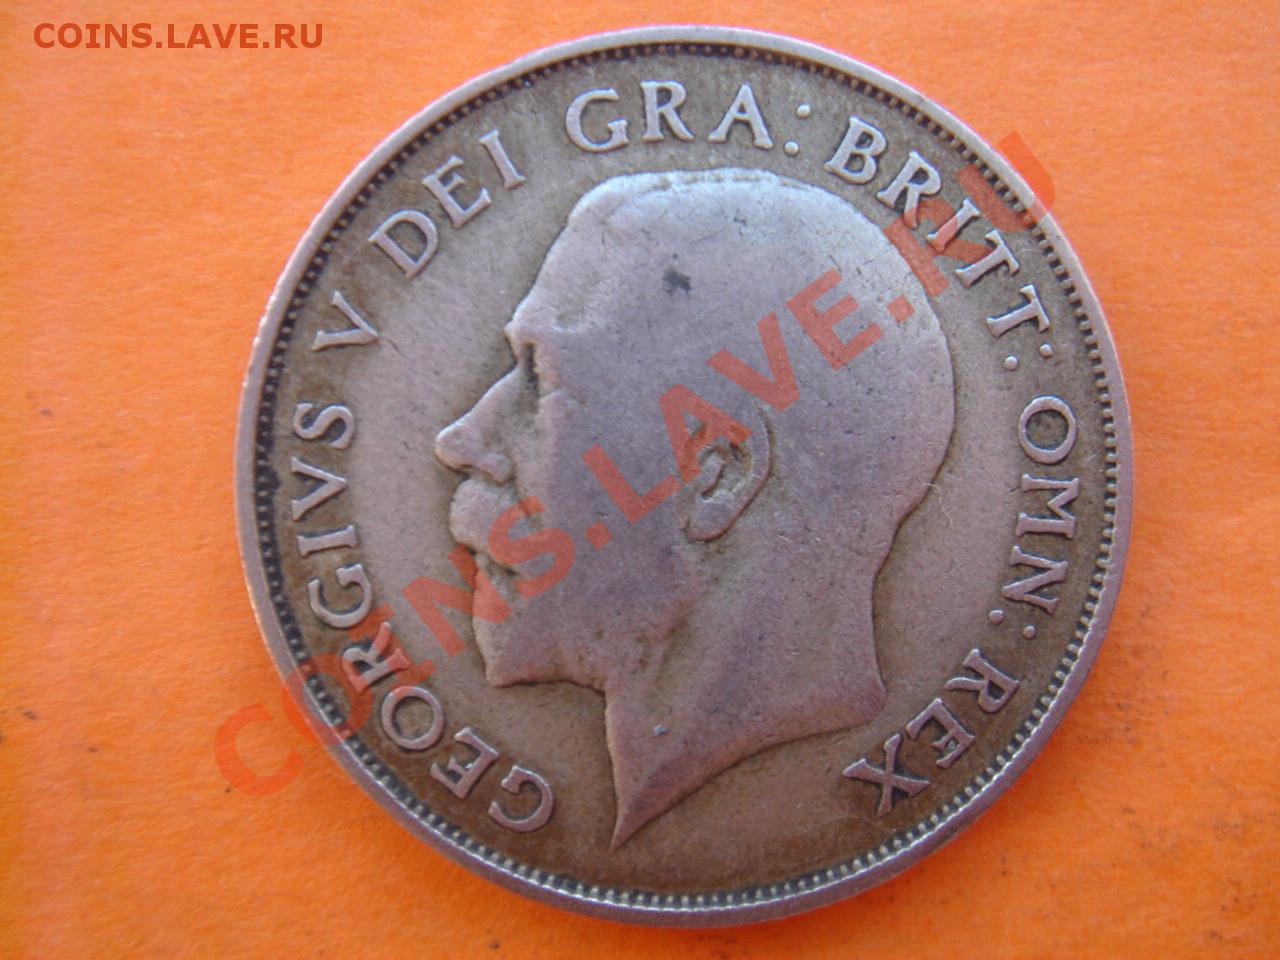 COINS.LAVE.RU
GEORGIVS V DEI GRA: BRITT: OMN: REX
COINS.LAVE.RU